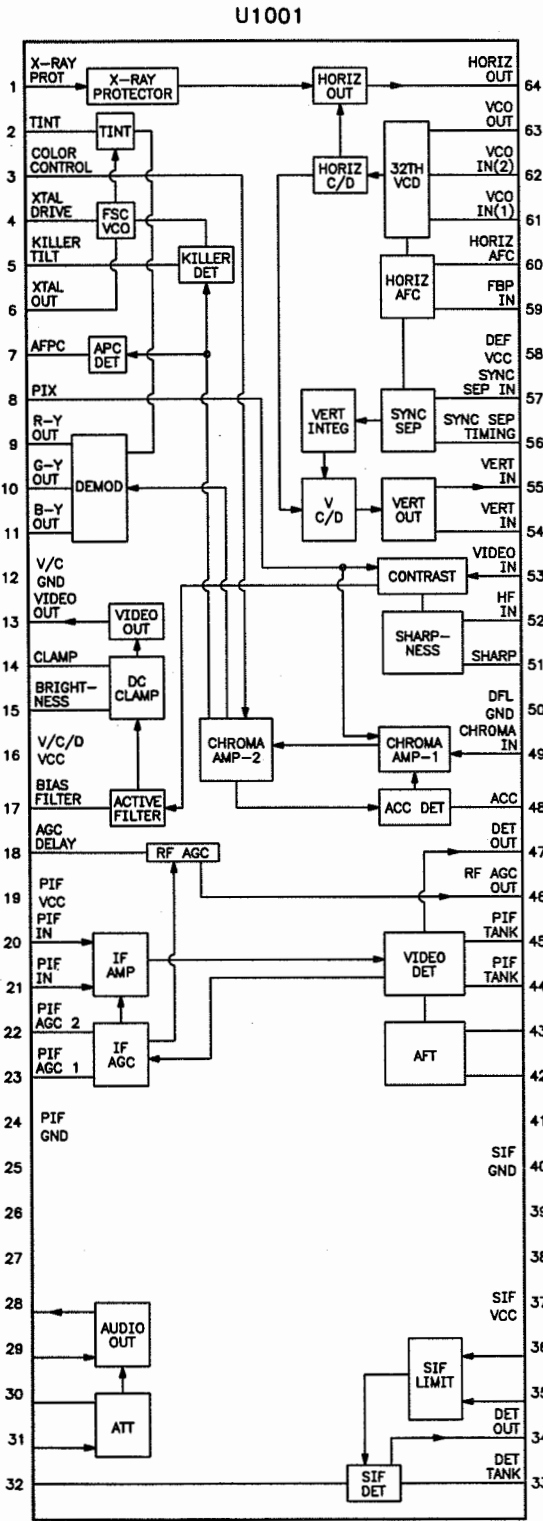 U1001
X-RAY
PROT
1
TINT
2
COLOR
CONTROL
3
XTAL
DRIVE
4
KILLER
TILT
5
XTAL
OUT
6
AFPC
7
PIX
8
R-Y
OUT
9
G-Y
OUT
10
B-Y
OUT
11
V/C
GND
12
VIDEO
OUT
13
CLAMP
14
BRIGHT-
NESS
15
V/C/D
VCC
16
BIAS
FILTER
17
AGC
DELAY
18
PIF
VCC
19
PIF
IN
20
PIF
IN
21
PIF
AGC 2
22
PIF
AGC 1
23
PIF
GND
24
25
26
27
28
29
30
31
32
X-RAY
PROTECTOR
HORIZ
OUT
TINT
HORIZ
C/D
32TH
VCD
FSC
VCO
KILLER
DET
HORIZ
AFC
APC
DET
VERT
INTEG
SYNC
SEP
DEMOD
V
C/D
VERT
OUT
CONTRAST
VIDEO OUT
SHARP-
NESS
DC
CLAMP
CHROMA
AMP-2
CHROMA
AMP-1
ACTIVE
FILTER
ACC DET
RF AGC
IF
AMP
VIDEO
DET
IF
AGC
AFT
AUDIO
OUT
SIF
LIMIT
ATT
SIF
DET
HORIZ
OUT
64
VCO
OUT
63
VCO
IN(2)
62
VCO
IN(1)
61
HORIZ
AFC
60
FBP
IN
59
DEF
VCC
58
SYNC
SEP IN
57
SYNC SEP
TIMING
56
VERT
IN
55
VERT
IN
54
VIDEO
IN
53
HF
IN
52
SHARP
51
DFL
GND
50
CHROMA
IN
49
ACC
48
DET
OUT
47
RF AGC
OUT
46
PIF
TANK
45
PIF
TANK
44
43
42
41
SIF
GND
40
39
38
SIF
VCC
37
36
35
DET
OUT
34
DET
TANK
33